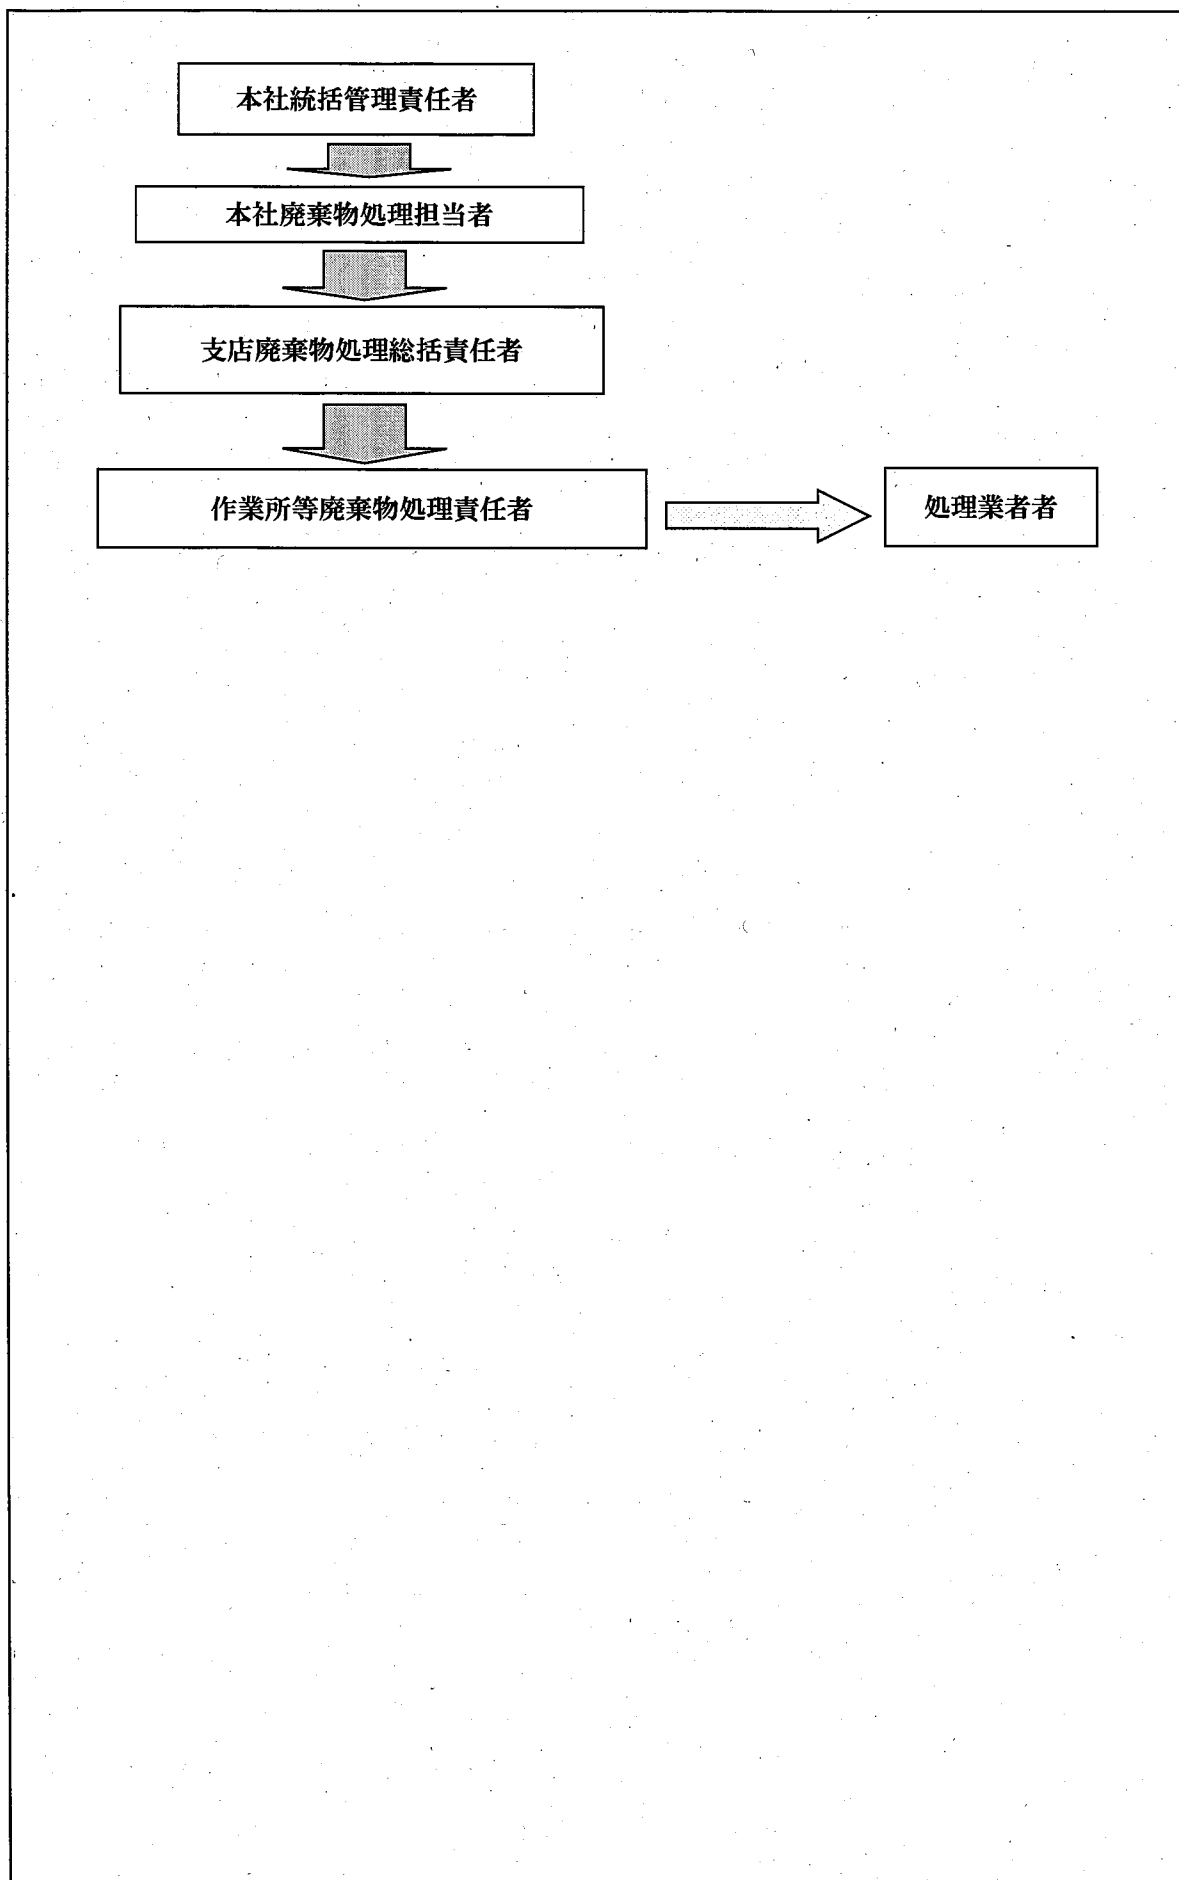 本社統括管理責任者
本社廃棄物処理担当者
支店廃棄物処理総括責任者
作業所等廃棄物処理責任者
処理業者者